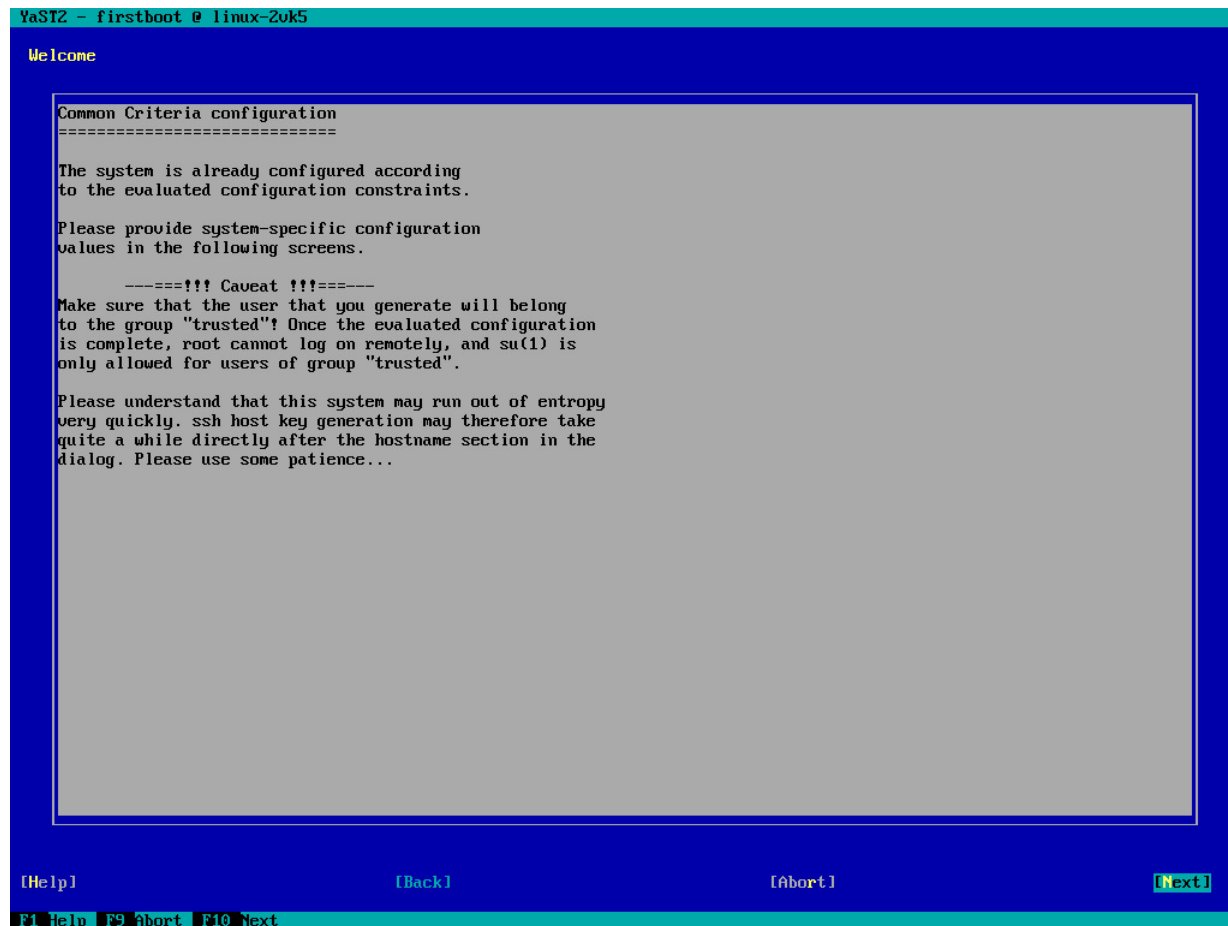 YaST2 - firstboot @ linux-2vk5
Welcome
Common Criteria configuration
=============================
The system is already configured according
to the evaluated configuration constraints.
Please provide system-specific configuration
values in the following screens.
---===!!! Caveat !!!===---
Make sure that the user that you generate will belong
to the group "trusted"! Once the evaluated configuration
is complete, root cannot log on remotely, and su(1) is
only allowed for users of group "trusted".
Please understand that this system may run out of entropy
very quickly. ssh host key generation may therefore take
quite a while directly after the hostname section in the
dialog. Please use some patience...
[Help] [Back] [Abort] [Next]
F1 Help F9 Abort F10 Next